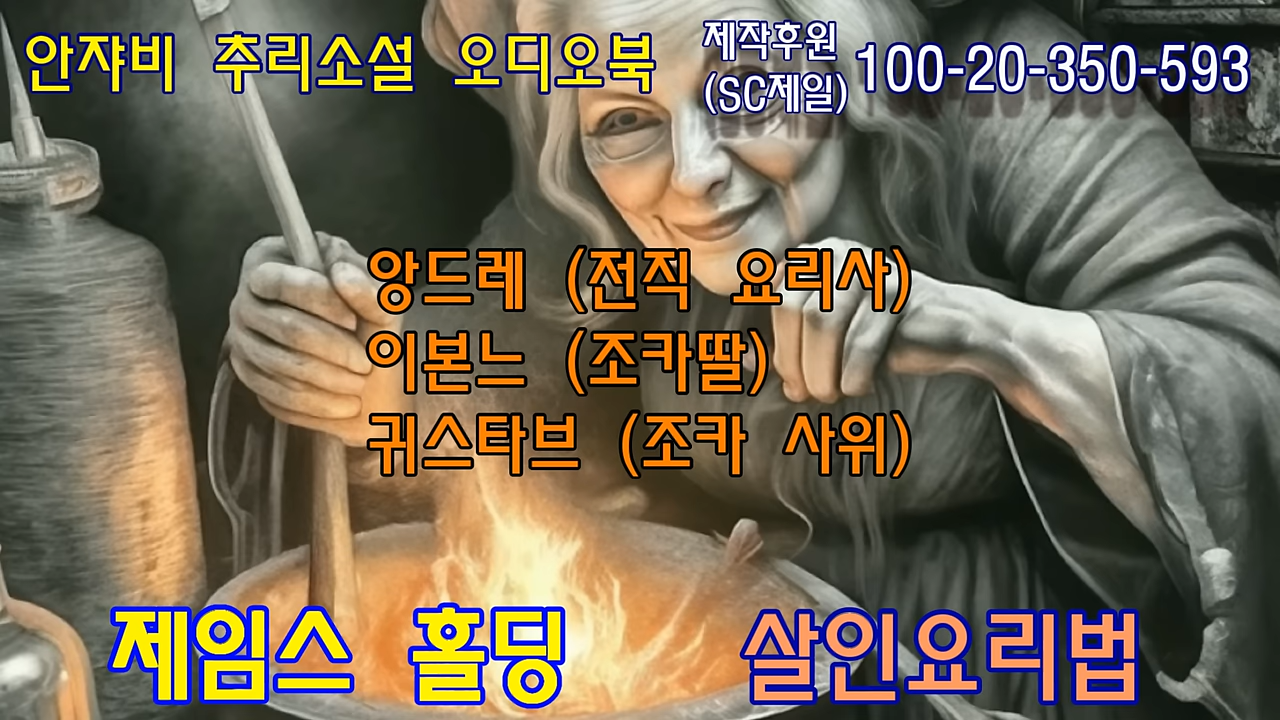 안쟈비 추리소설 오디오북
제작후원
(SC제일)
100-20-350-593
앙드레 (전직 요리사)
이본느 (조카딸)
귀스타브 (조카 사위)
제임스 홀딩
살인요리법